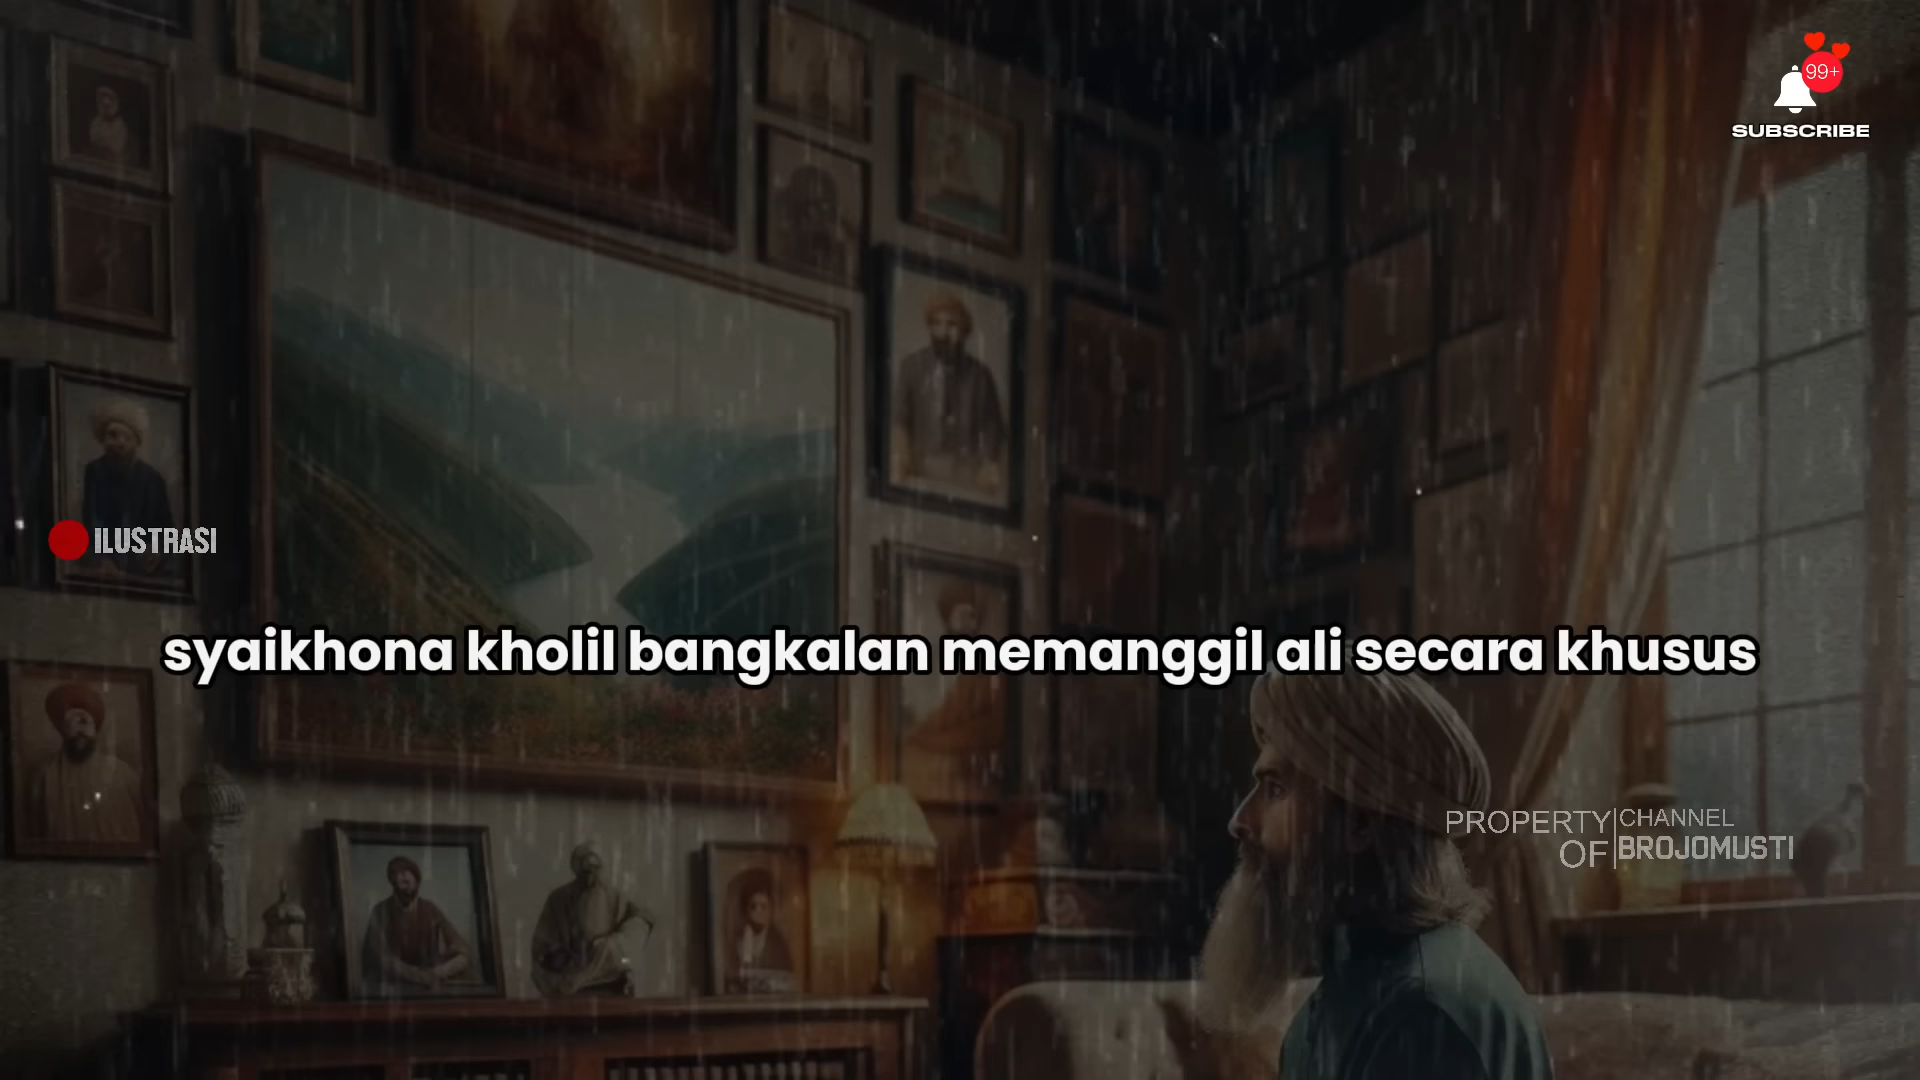 99+
SUBSCRIBE
ILUSTRASI
syaikhona kholil bangkalan memanggil ali secara khusus
PROPERTY OF
CHANNEL BROJOMUSTI